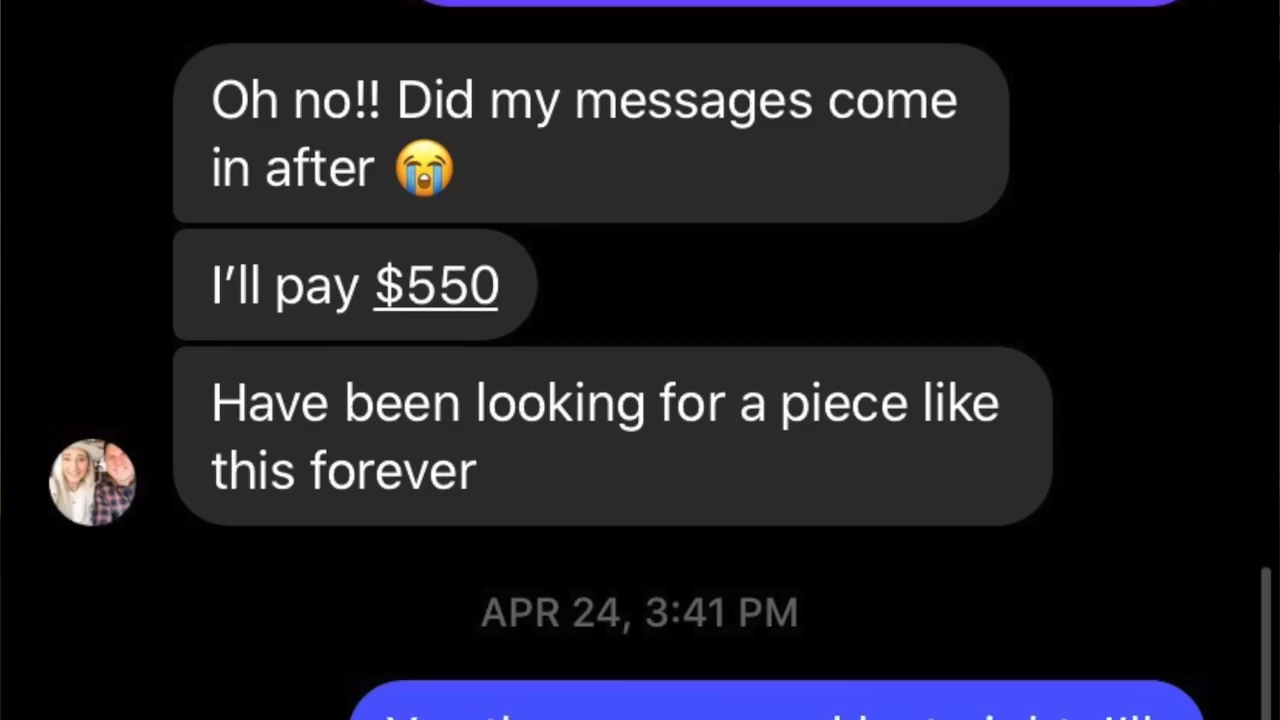 Oh no!! Did my messages come
in after 😭
I'll pay $550
Have been looking for a piece like
this forever
APR 24, 3:41 PM